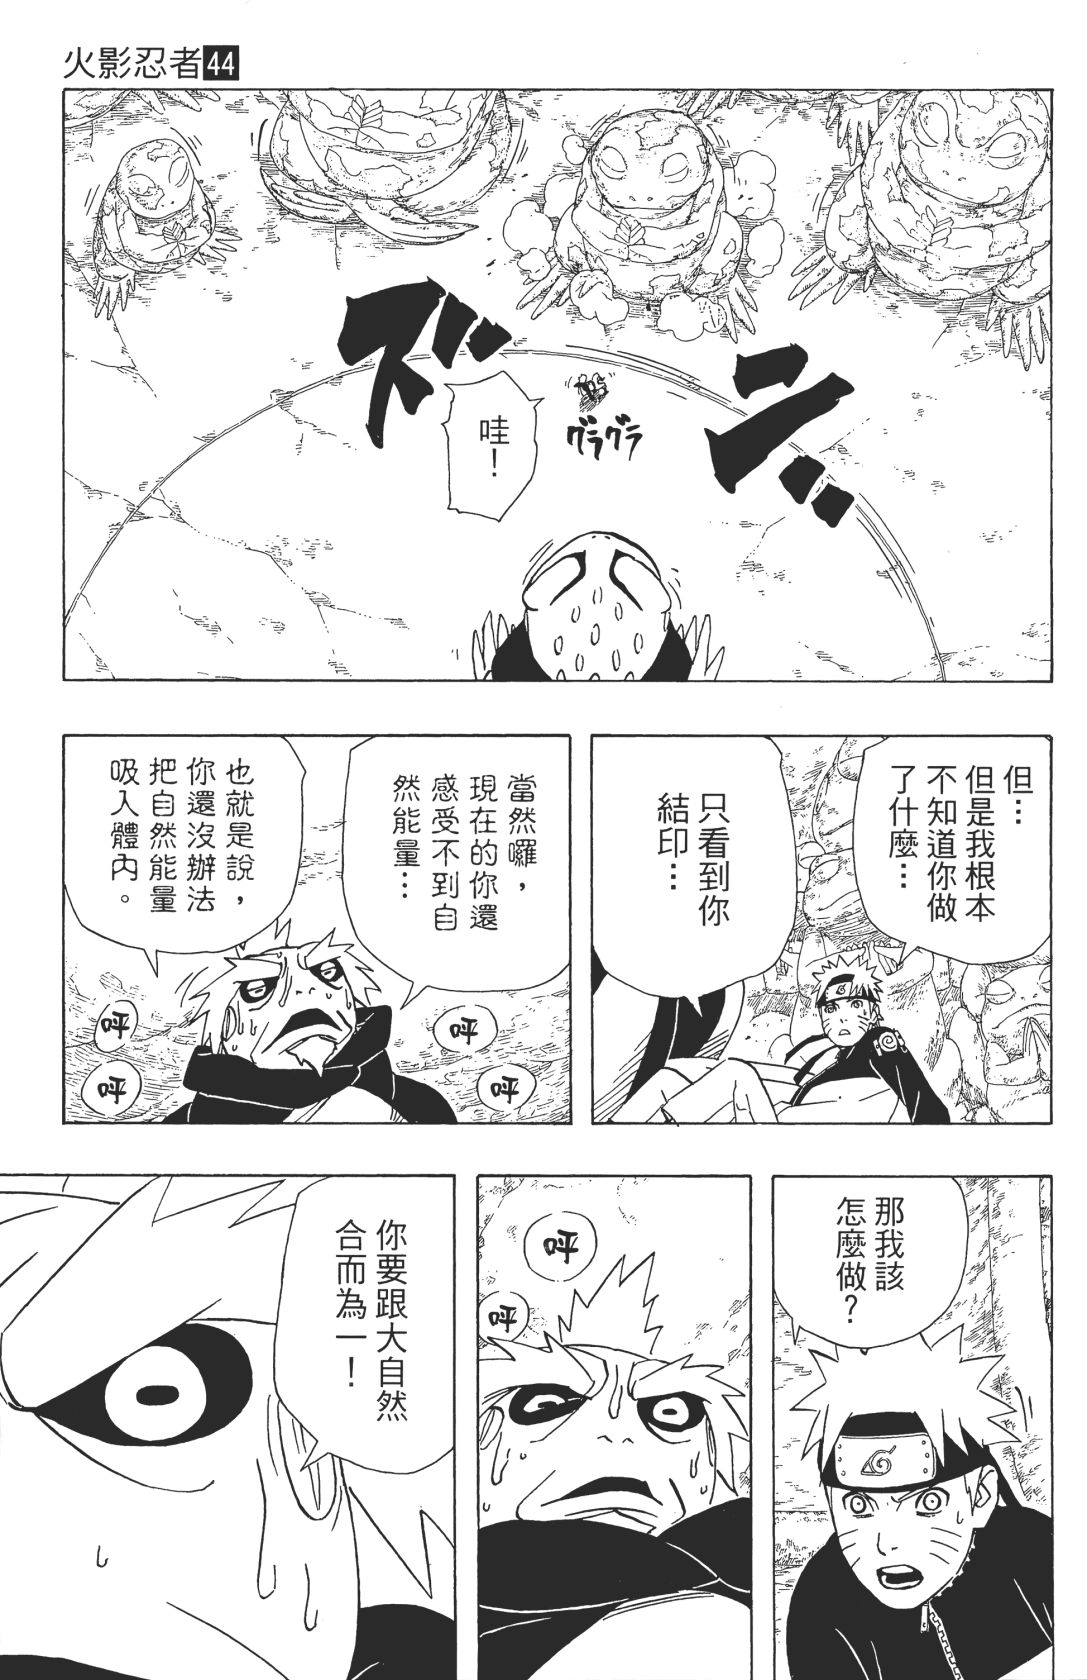 火影忍者44
ズン
哇！
グラグラ
但…
但是我根本
不知道你做
了什麼…
只看到你
結印…
當然囉，
現在的你還
感受不到自
然能量…
也就是說，
你還沒辦法
把自然能量
吸入體內。
呼
呼
呼
呼
那我該
怎麼做？
呼
呼
你要跟大自然
合而為一！